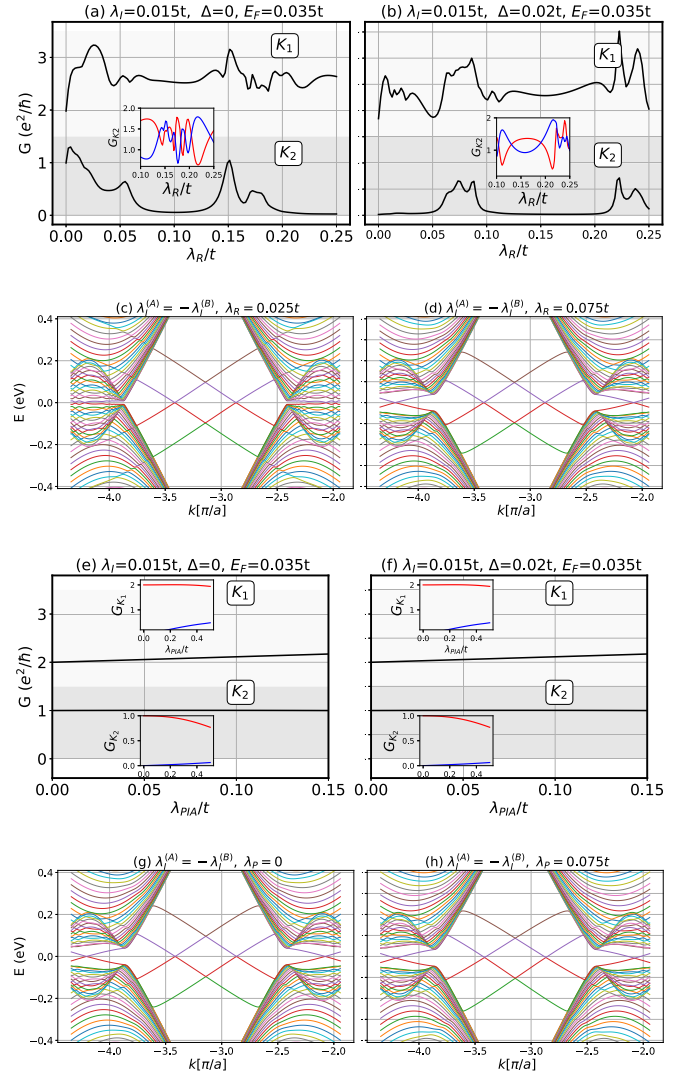 (a) λ_I=0.015t, Δ=0, E_F=0.035t
(b) λ_I=0.015t, Δ=0.02t, E_F=0.035t
G (e²/ℏ)
3
2
1
0
K₁
K₂
G_K2
2.0
1.5
1.0
0.10 0.15 0.20 0.25
λ_R/t
0.00 0.05 0.10 0.15 0.20 0.25
λ_R/t
K₁
K₂
G_K2
2
1
0.10 0.15 0.20 0.25
λ_R/t
0.00 0.05 0.10 0.15 0.20 0.25
λ_R/t
(c) λ_I^(A) = −λ_I^(B), λ_R = 0.025t
(d) λ_I^(A) = −λ_I^(B), λ_R = 0.075t
E (eV)
0.4
0.2
0.0
−0.2
−0.4
−4.0 −3.5 −3.0 −2.5 −2.0
k[π/a]
−4.0 −3.5 −3.0 −2.5 −2.0
k[π/a]
(e) λ_I=0.015t, Δ=0, E_F=0.035t
(f) λ_I=0.015t, Δ=0.02t, E_F=0.035t
G (e²/ℏ)
3
2
1
0
K₁
G_K₁
2
1
0.0 0.2 0.4
λ_PIA/t
K₂
G_K₂
1.0
0.5
0.0
0.0 0.2 0.4
0.00 0.05 0.10 0.15
λ_PIA/t
K₁
G_K₁
2
1
0.0 0.2 0.4
λ_PIA/t
K₂
G_K₂
1.0
0.5
0.0
0.0 0.2 0.4
0.00 0.05 0.10 0.15
λ_PIA/t
(g) λ_I^(A) = −λ_I^(B), λ_P = 0
(h) λ_I^(A) = −λ_I^(B), λ_P = 0.075t
E (eV)
0.4
0.2
0.0
−0.2
−0.4
−4.0 −3.5 −3.0 −2.5 −2.0
k[π/a]
−4.0 −3.5 −3.0 −2.5 −2.0
k[π/a]